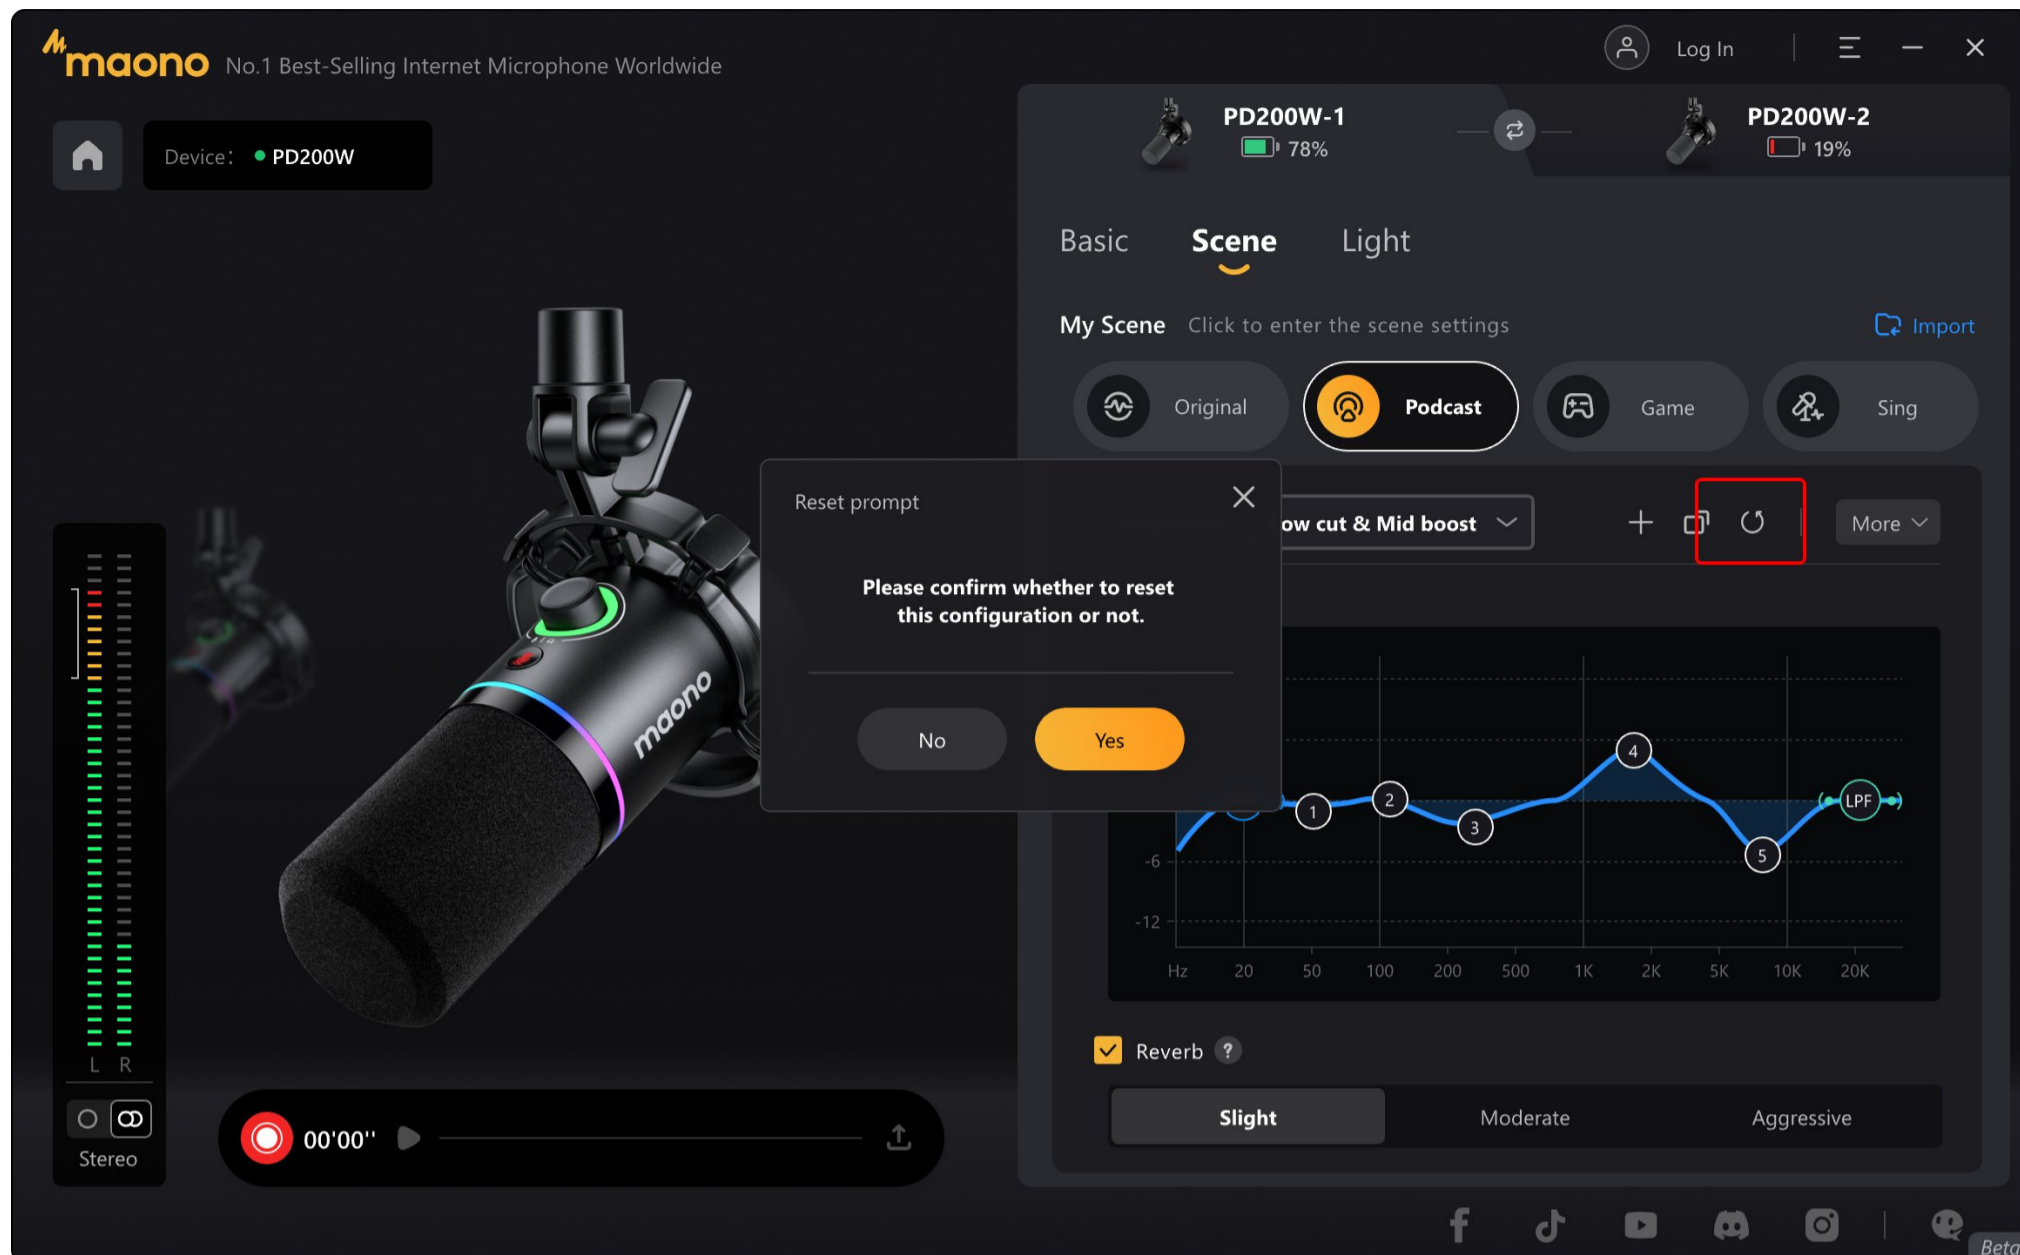 maono No.1 Best-Selling Internet Microphone Worldwide
Log In
Device: PD200W
PD200W-1
78%
PD200W-2
19%
Basic Scene Light
My Scene Click to enter the scene settings Import
Original Podcast Game Sing
ow cut & Mid boost More
Reset prompt
Please confirm whether to reset
this configuration or not.
No Yes
maono
4
LPF
1 2 3 5
-6
-12
Hz 20 50 100 200 500 1K 2K 5K 10K 20K
Reverb ?
Slight Moderate Aggressive
L R
Stereo
00'00''
Beta